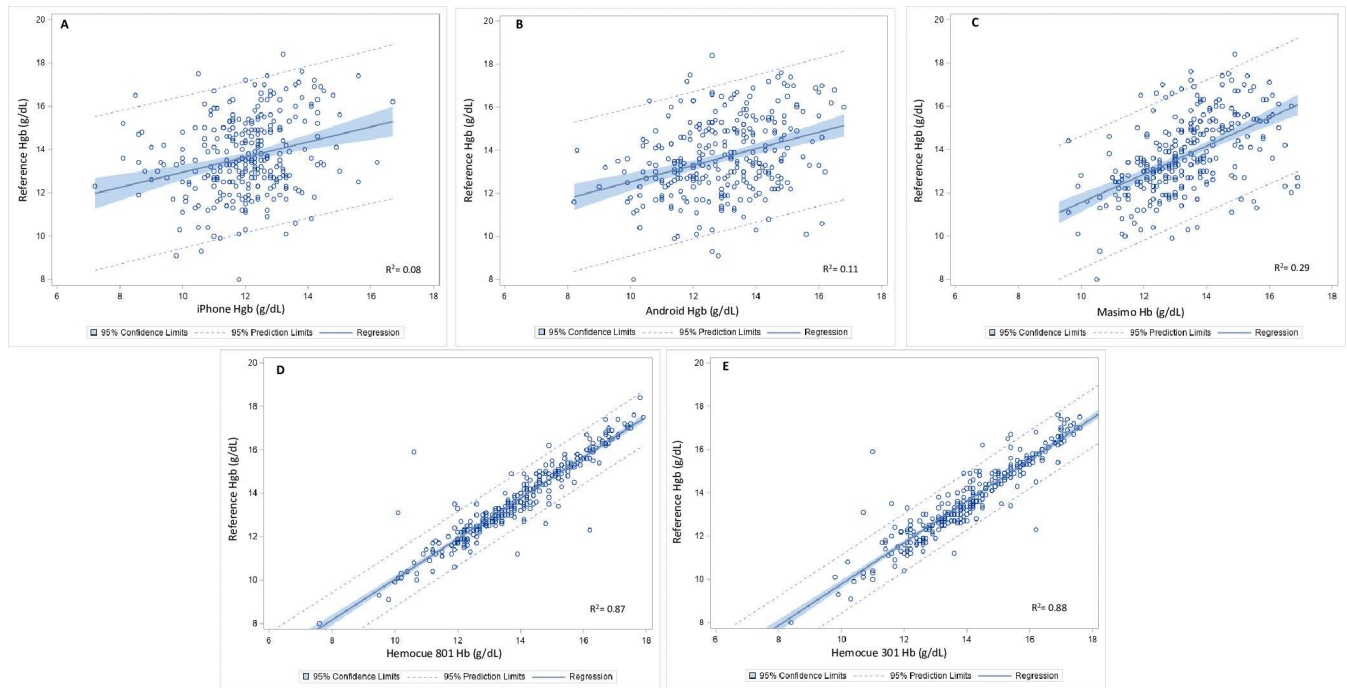 A
20
18
16
14
12
10
8
Reference Hgb (g/dL)
6 8 10 12 14 16 18
iPhone Hgb (g/dL)
R²= 0.08
95% Confidence Limits 95% Prediction Limits Regression
B
20
18
16
14
12
10
8
Reference Hgb (g/dL)
6 8 10 12 14 16 18
Android Hgb (g/dL)
R²= 0.11
95% Confidence Limits 95% Prediction Limits Regression
C
20
18
16
14
12
10
8
Reference Hgb (g/dL)
6 8 10 12 14 16 18
Masimo Hb (g/dL)
R²= 0.29
95% Confidence Limits 95% Prediction Limits Regression
D
20
18
16
14
12
10
8
Reference Hgb (g/dL)
6 8 10 12 14 16 18
Hemocue 801 Hb (g/dL)
R²= 0.87
95% Confidence Limits 95% Prediction Limits Regression
E
20
18
16
14
12
10
8
Reference Hgb (g/dL)
6 8 10 12 14 16 18
Hemocue 301 Hb (g/dL)
R²= 0.88
95% Confidence Limits 95% Prediction Limits Regression